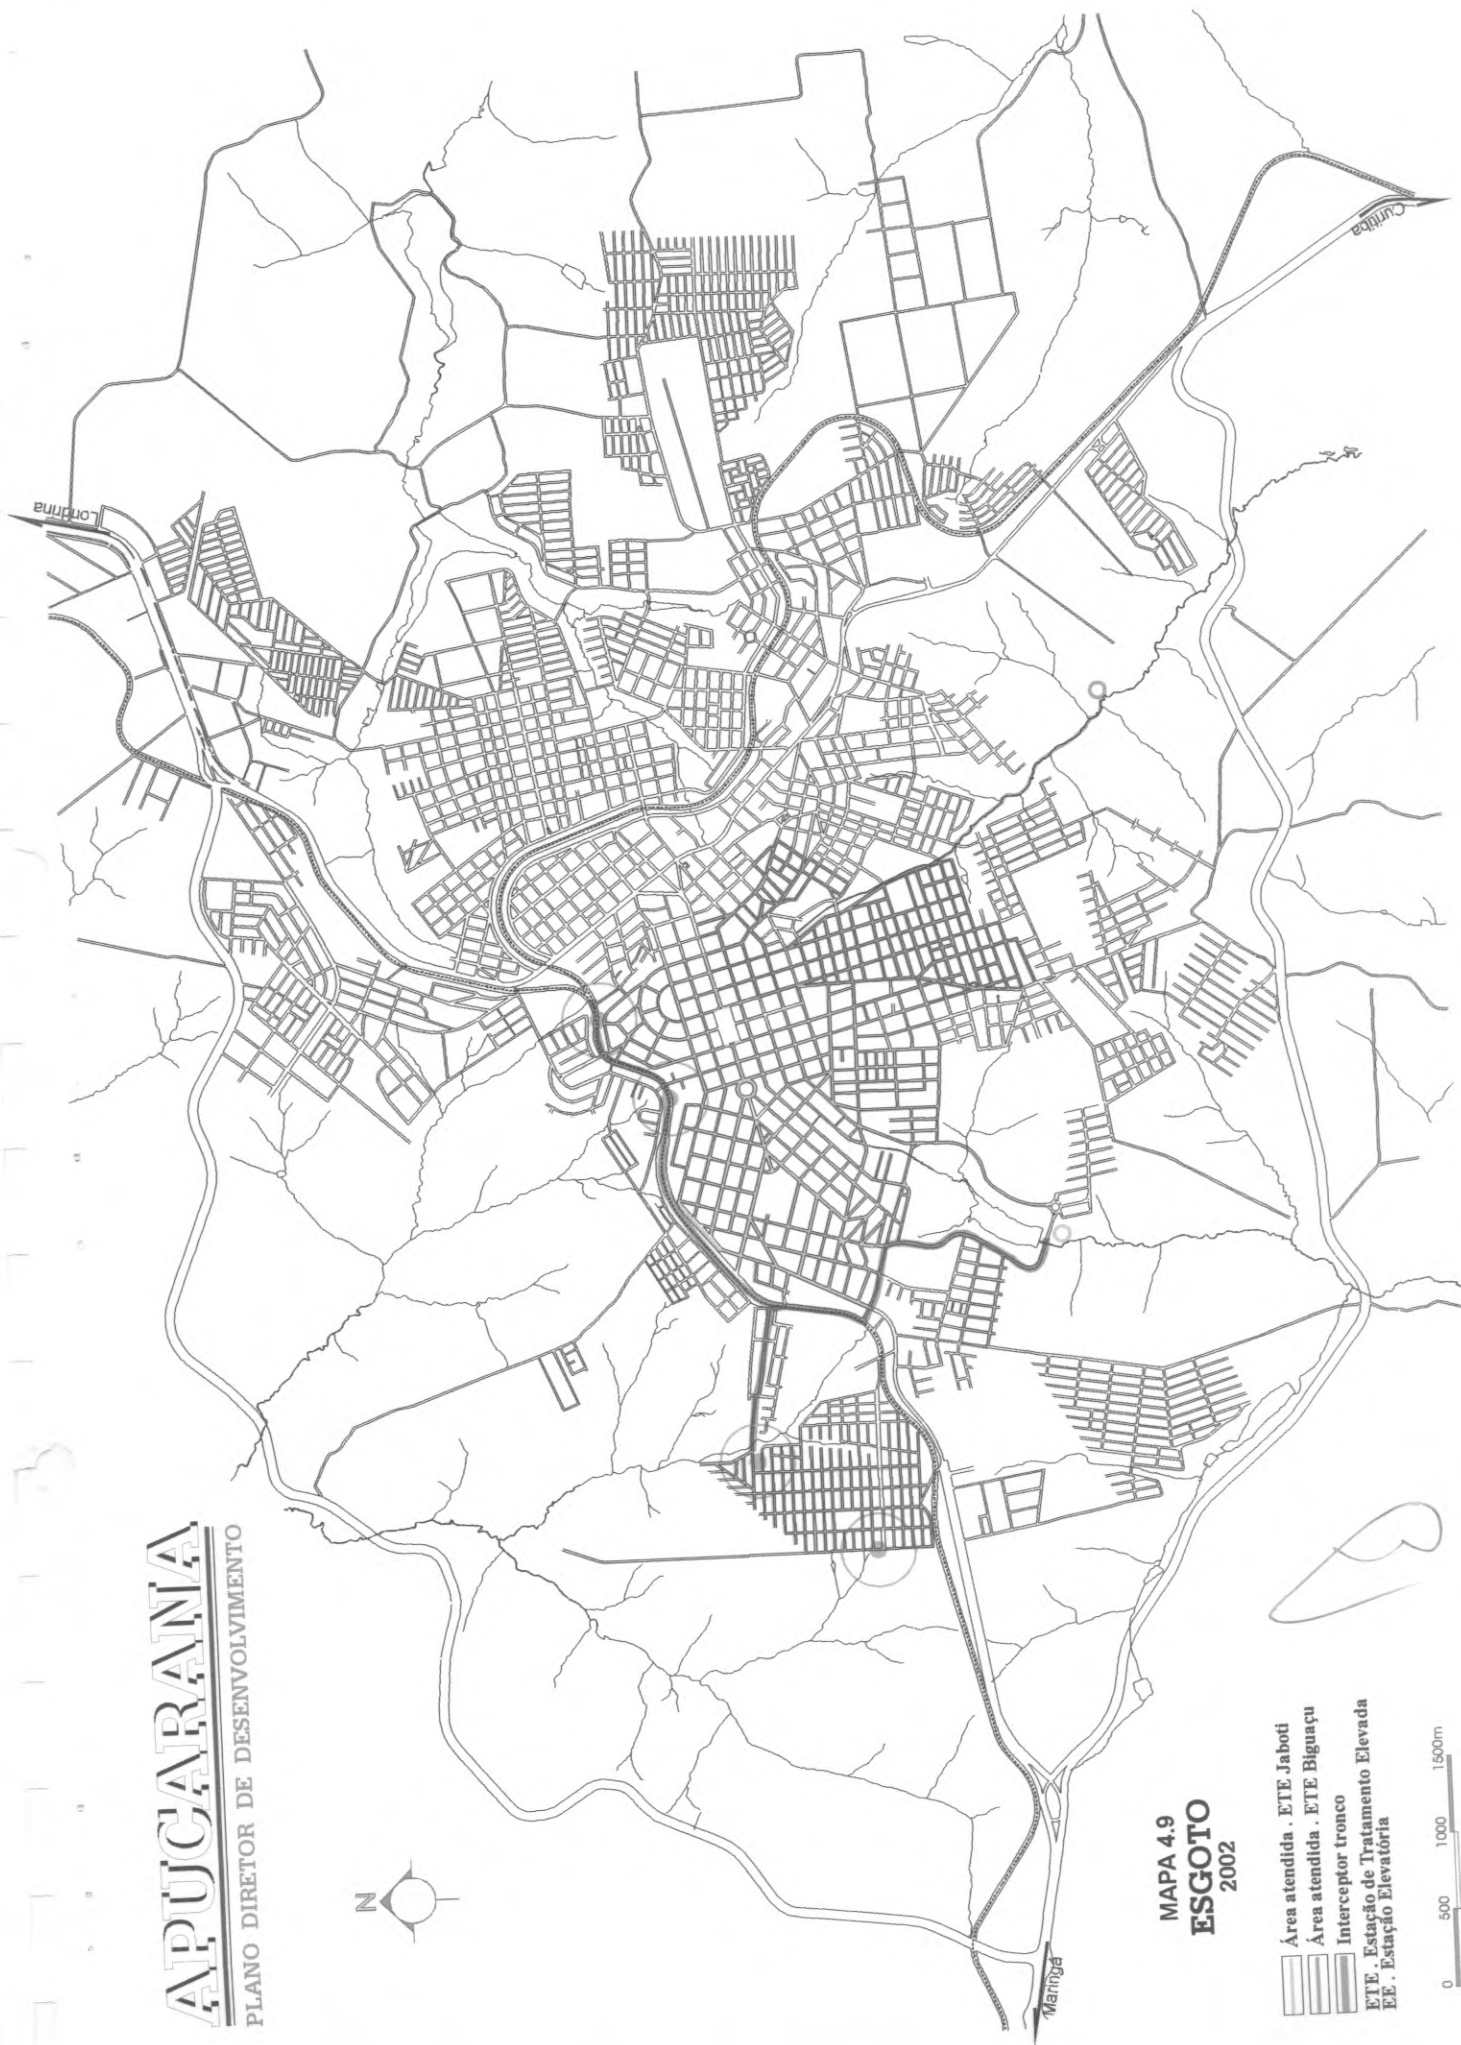 APUCARANA
PLANO DIRETOR DE DESENVOLVIMENTO
N
Londrina
Curitiba
Maringá
MAPA 4.9
ESGOTO
2002
Área atendida . ETE Jaboti
Área atendida . ETE Biguaçu
Interceptor tronco
ETE . Estação de Tratamento Elevada
EE . Estação Elevatória
0 500 1000 1500m